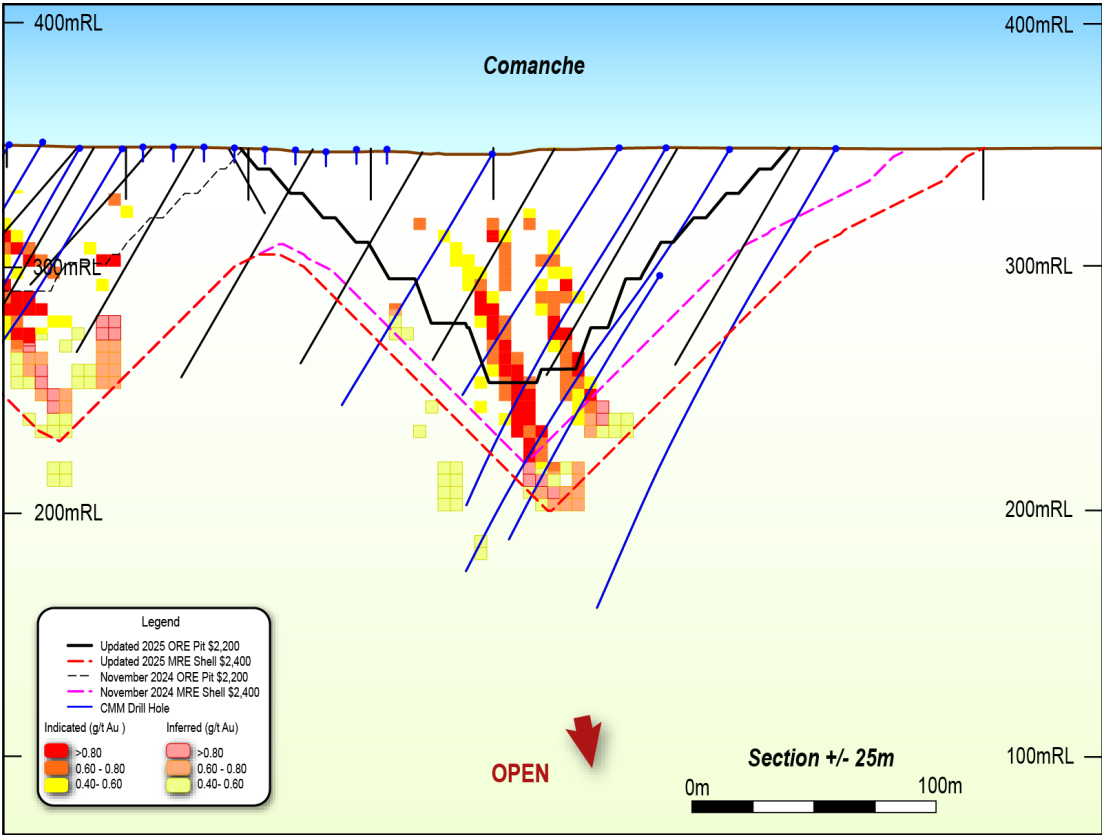 400mRL
400mRL
Comanche
300mRL
300mRL
200mRL
200mRL
Legend
Updated 2025 ORE Pit $2,200
Updated 2025 MRE Shell $2,400
November 2024 ORE Pit $2,200
November 2024 MRE Shell $2,400
CMM Drill Hole
Indicated (g/t Au )
Inferred (g/t Au)
>0.80
>0.80
0.60 - 0.80
0.60 - 0.80
0.40- 0.60
0.40- 0.60
OPEN
Section +/- 25m
100mRL
0m
100m